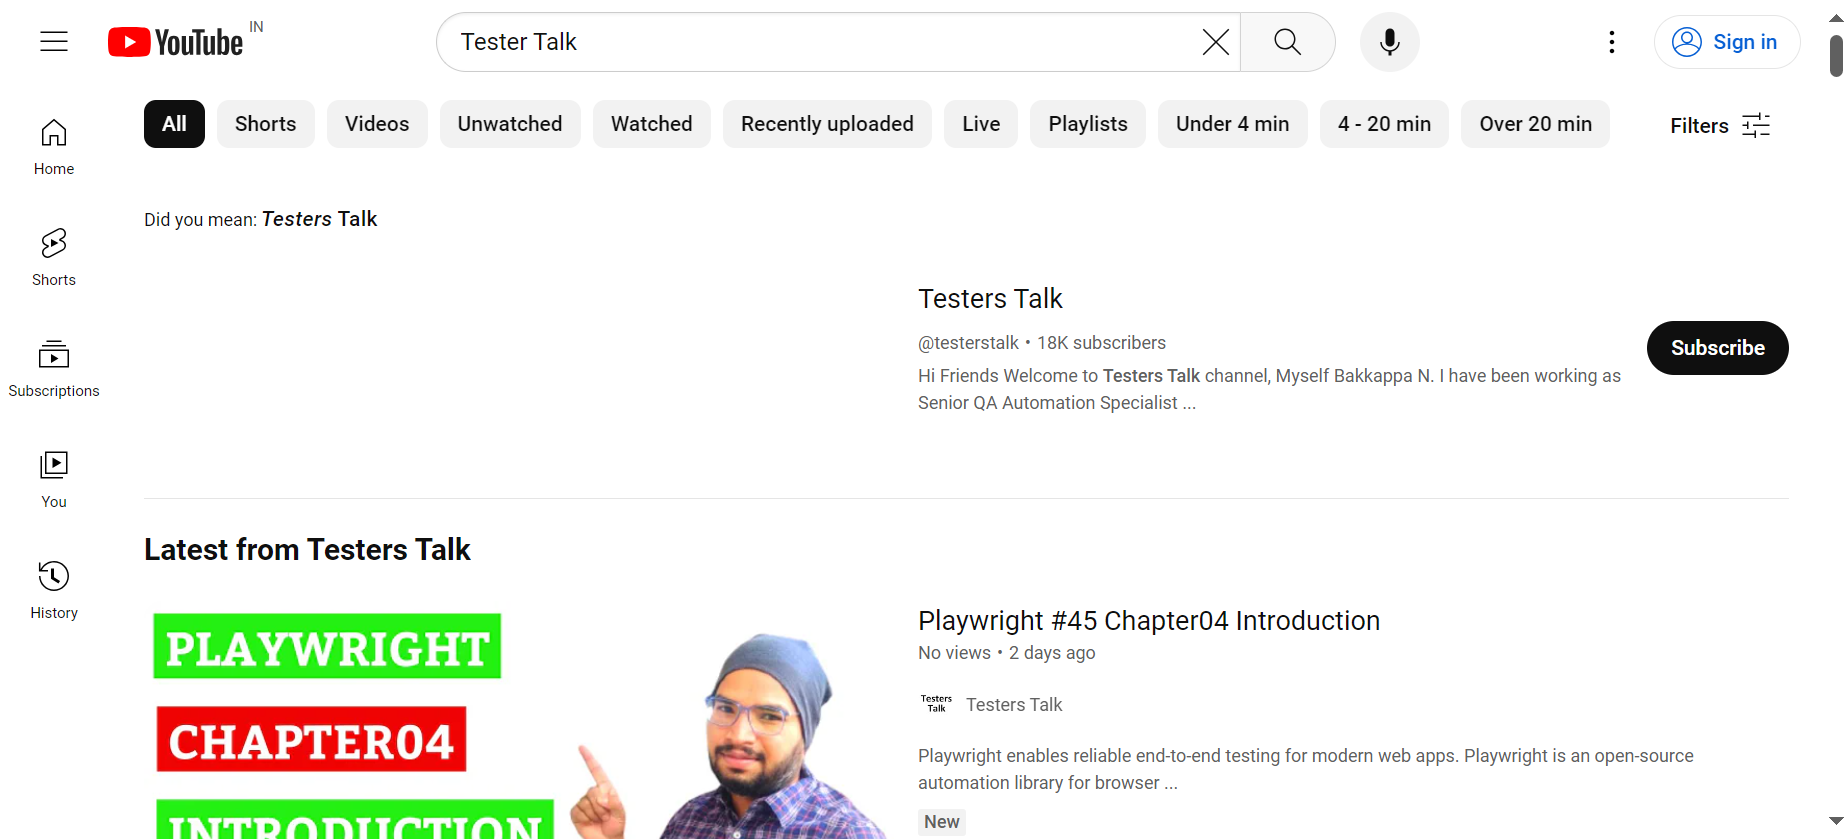 YouTube IN
Tester Talk
Sign in
All Shorts Videos Unwatched Watched Recently uploaded Live Playlists Under 4 min 4 - 20 min Over 20 min Filters
Home
Shorts
Subscriptions
You
History
Did you mean: Testers Talk
Testers Talk
@testerstalk • 18K subscribers
Hi Friends Welcome to Testers Talk channel, Myself Bakkappa N. I have been working as
Senior QA Automation Specialist ...
Subscribe
Latest from Testers Talk
PLAYWRIGHT
CHAPTER04
INTRODUCTION
Playwright #45 Chapter04 Introduction
No views • 2 days ago
Testers
Talk
Testers Talk
Playwright enables reliable end-to-end testing for modern web apps. Playwright is an open-source
automation library for browser ...
New